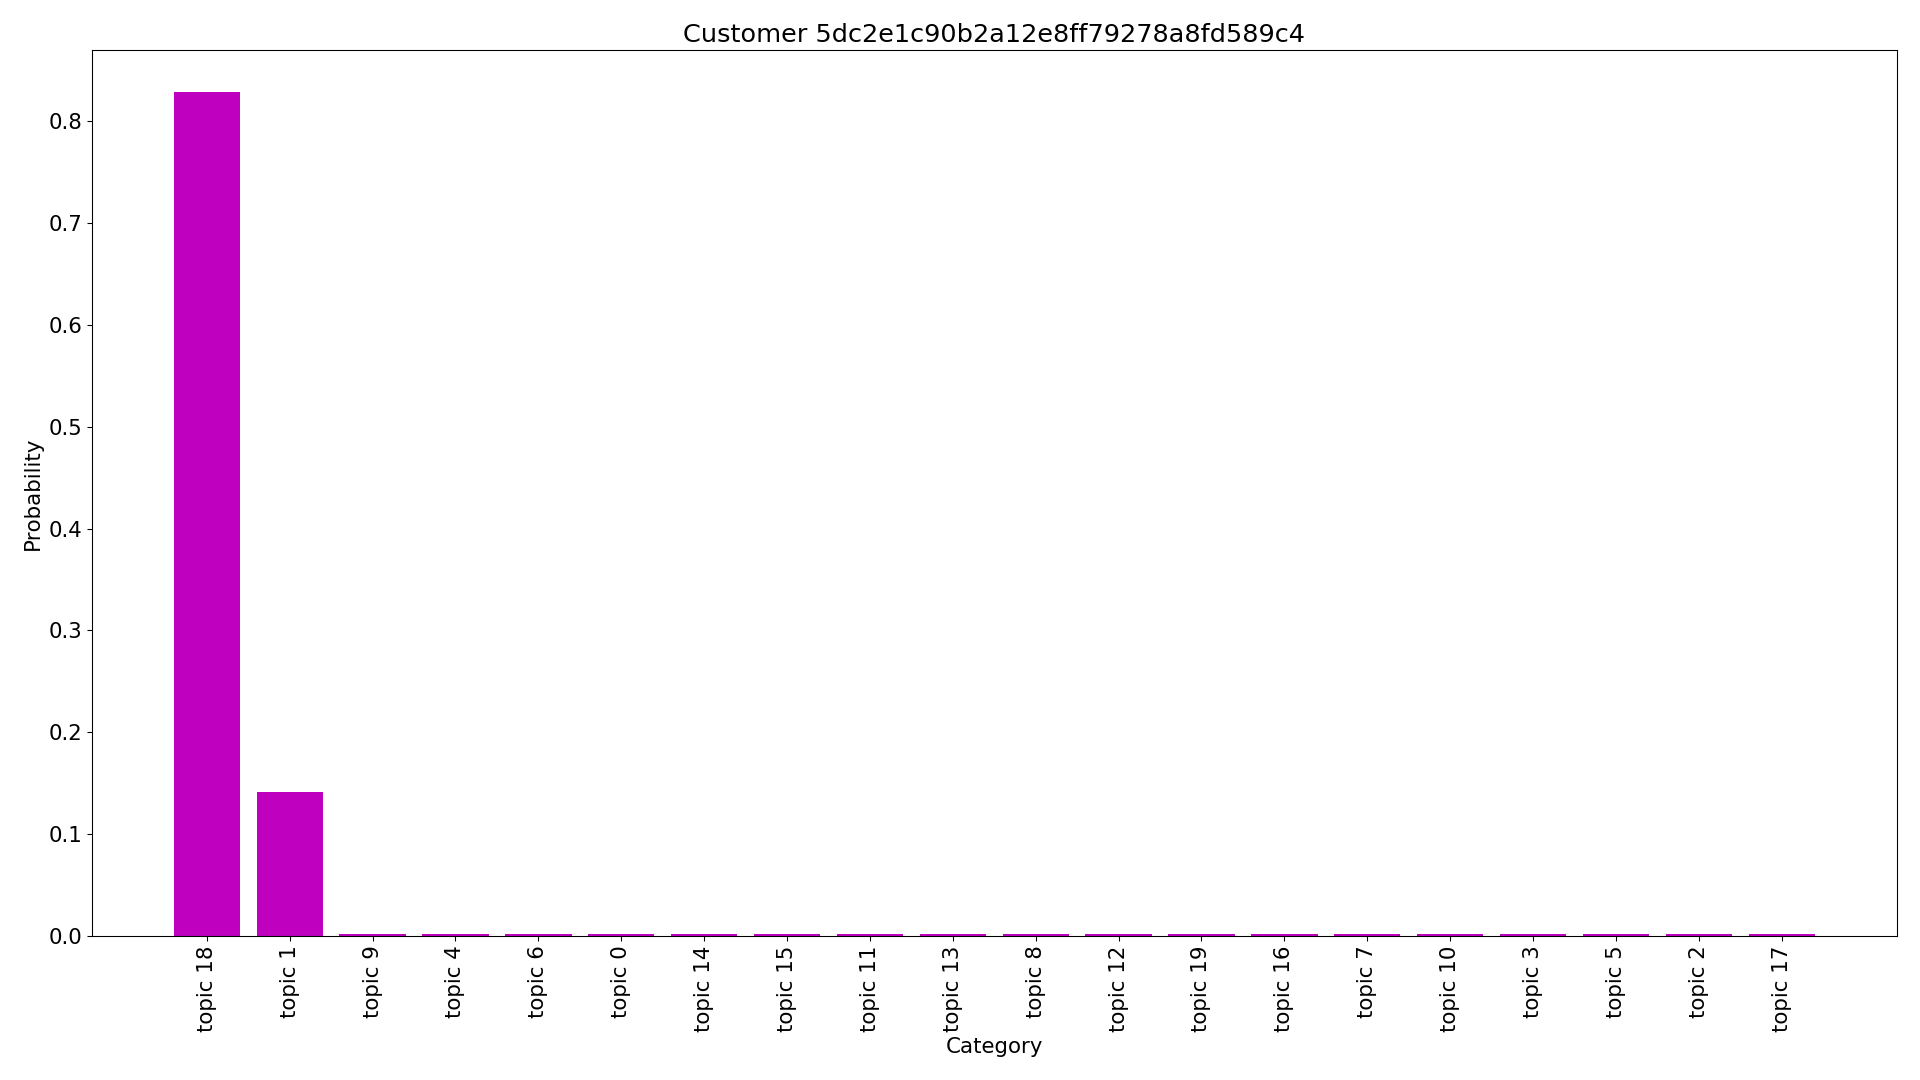 Customer 5dc2e1c90b2a12e8ff79278a8fd589c4
Probability
0.8
0.7
0.6
0.5
0.4
0.3
0.2
0.1
0.0
topic 18
topic 1
topic 9
topic 4
topic 6
topic 0
topic 14
topic 15
topic 11
topic 13
topic 8
topic 12
topic 19
topic 16
topic 7
topic 10
topic 3
topic 5
topic 2
topic 17
Category